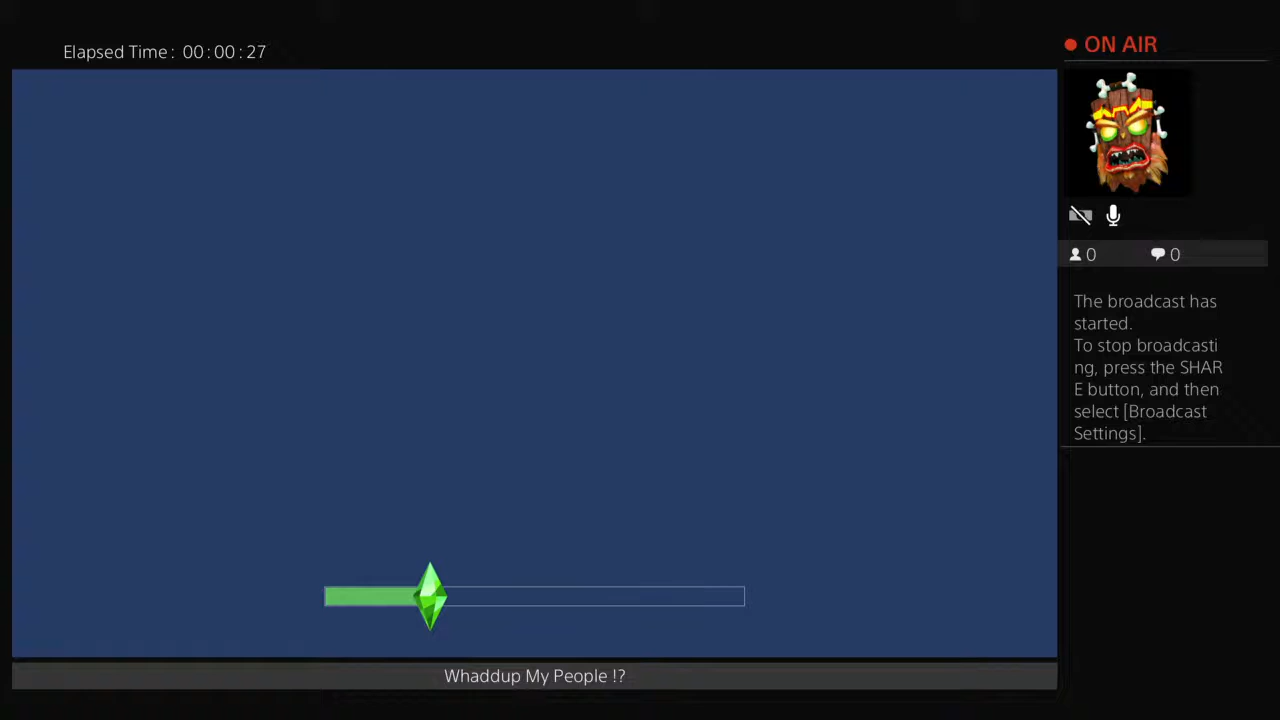 Elapsed Time: 00:00:27
ON AIR
0 0
The broadcast has
started.
To stop broadcasti
ng, press the SHAR
E button, and then
select [Broadcast
Settings].
Whaddup My People !?